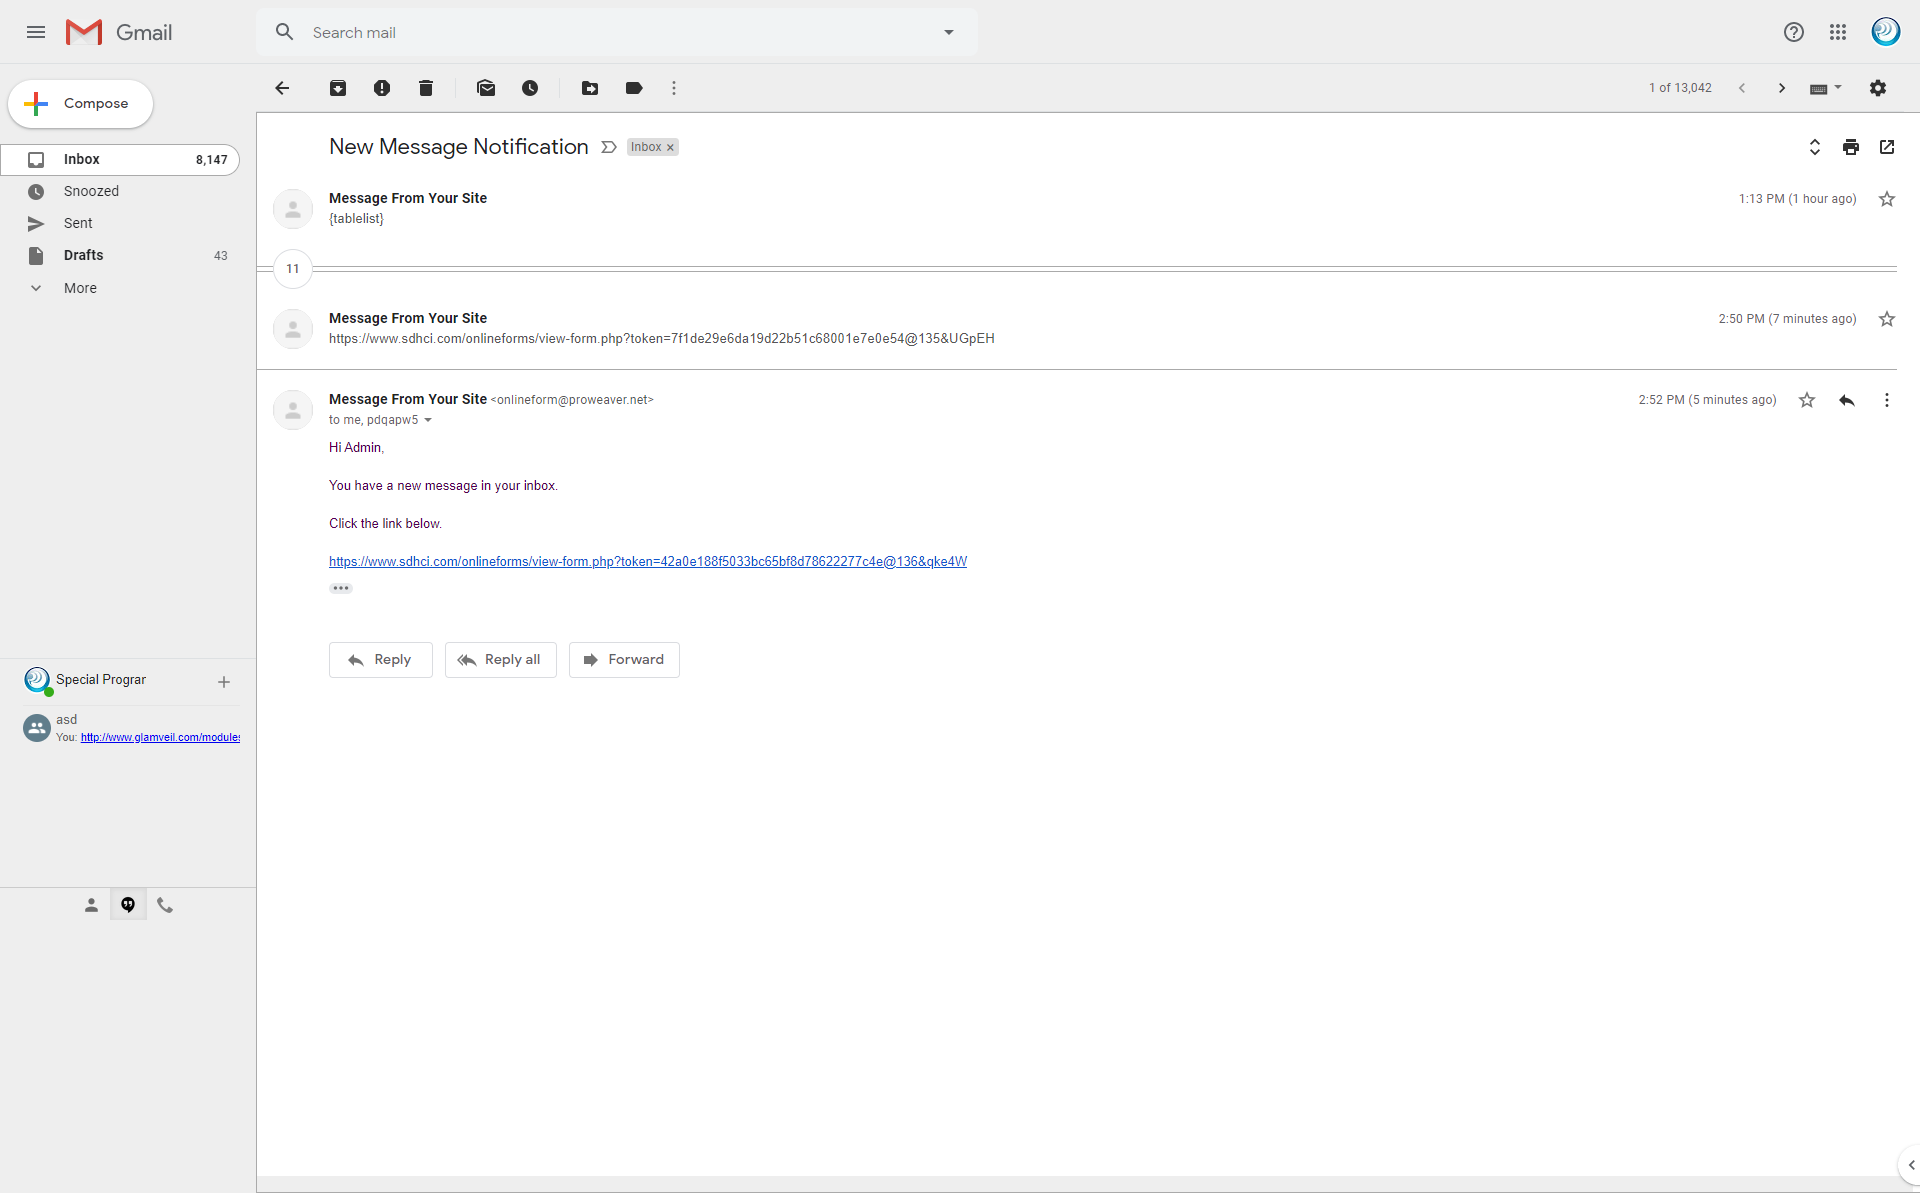 Gmail
Search mail
Compose
1 of 13,042
Inbox 8,147
Snoozed
Sent
Drafts 43
More
New Message Notification
Inbox x
Message From Your Site
1:13 PM (1 hour ago)
{tablelist}
11
Message From Your Site
2:50 PM (7 minutes ago)
https://www.sdhci.com/onlineforms/view-form.php?token=7f1de29e6da19d22b51c68001e7e0e54@135&UGpEH
Message From Your Site <onlineform@proweaver.net>
2:52 PM (5 minutes ago)
to me, pdqapw5
Hi Admin,
You have a new message in your inbox.
Click the link below.
https://www.sdhci.com/onlineforms/view-form.php?token=42a0e188f5033bc65bf8d78622277c4e@136&qke4W
Reply
Reply all
Forward
Special Prograr
asd
You: http://www.glamveil.com/modules